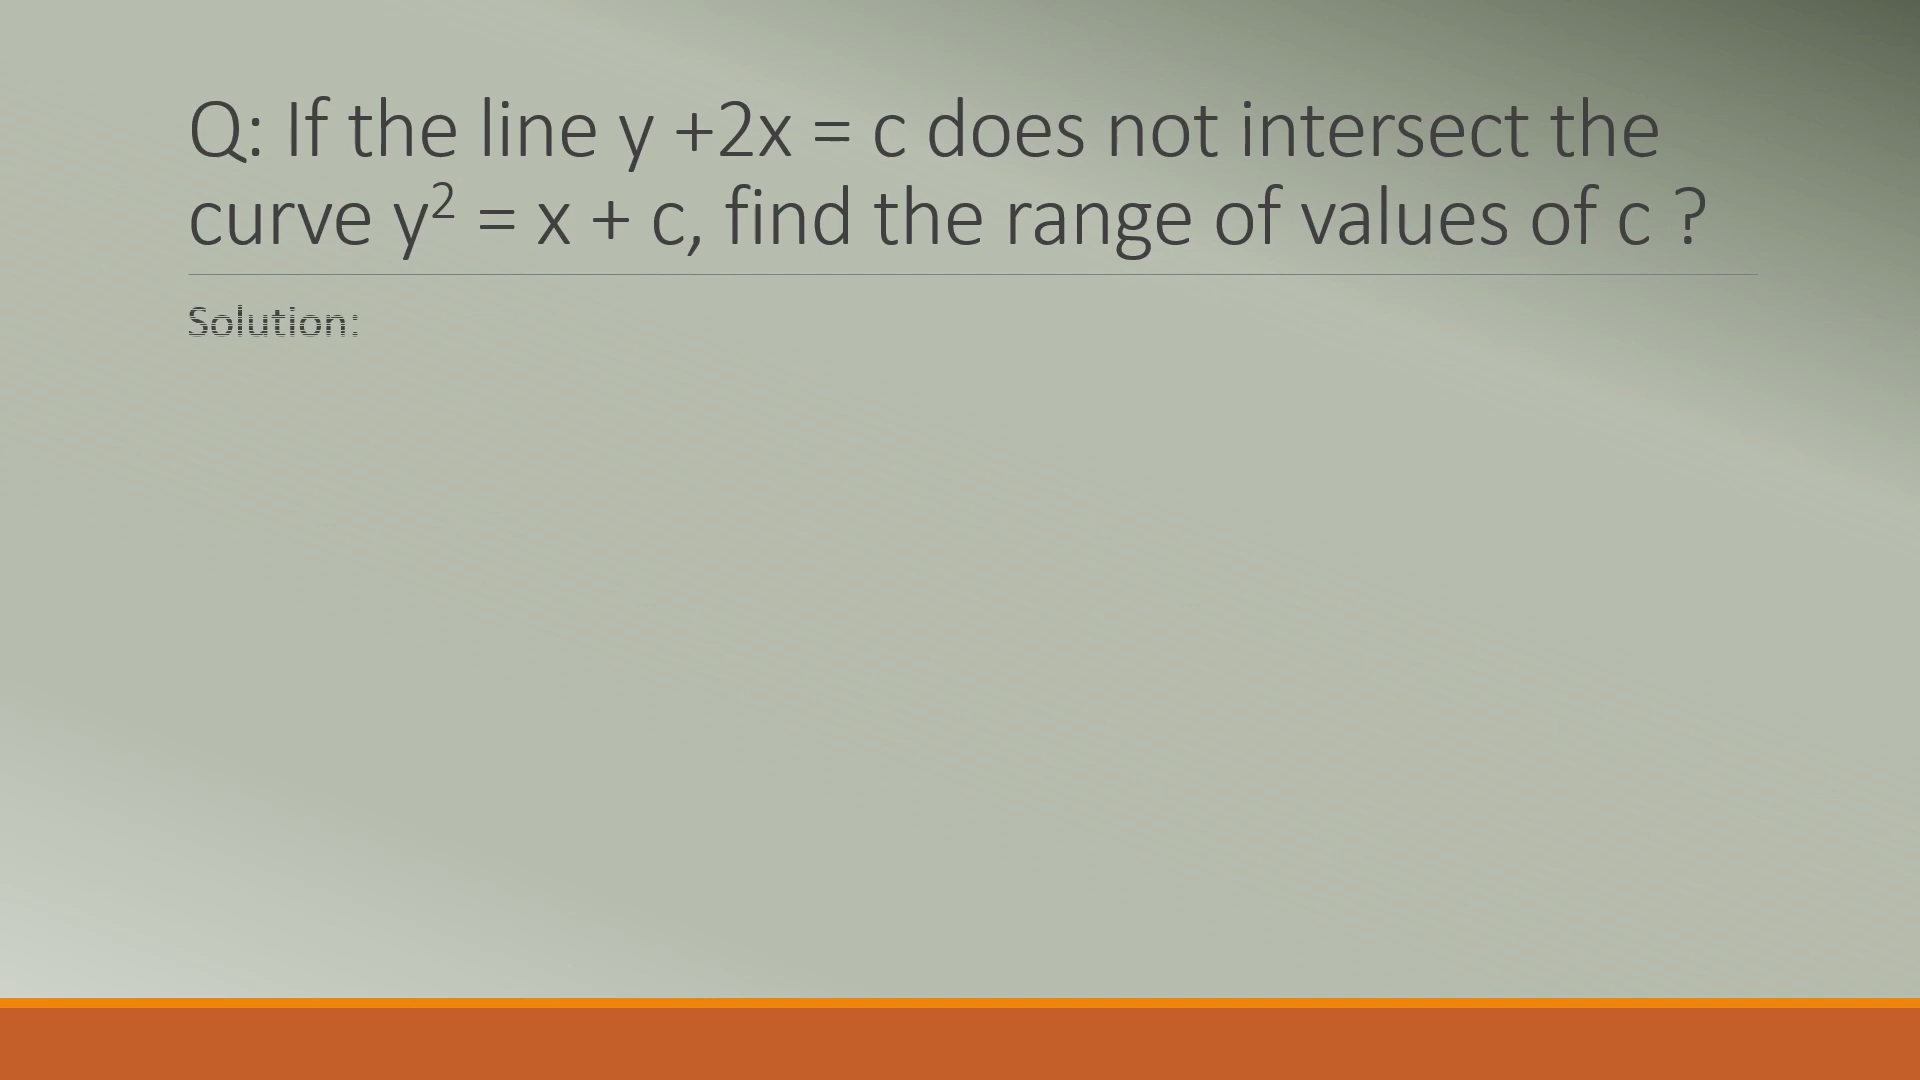 Q: If the line y +2x = c does not intersect the
curve y² = x + c, find the range of values of c ?
Solution: